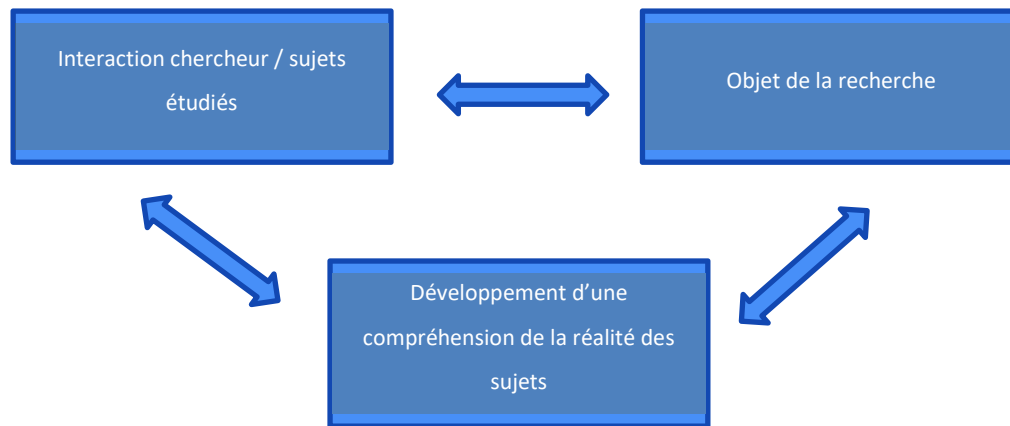 Interaction chercheur / sujets
étudiés
Objet de la recherche
Développement d’une
compréhension de la réalité des
sujets